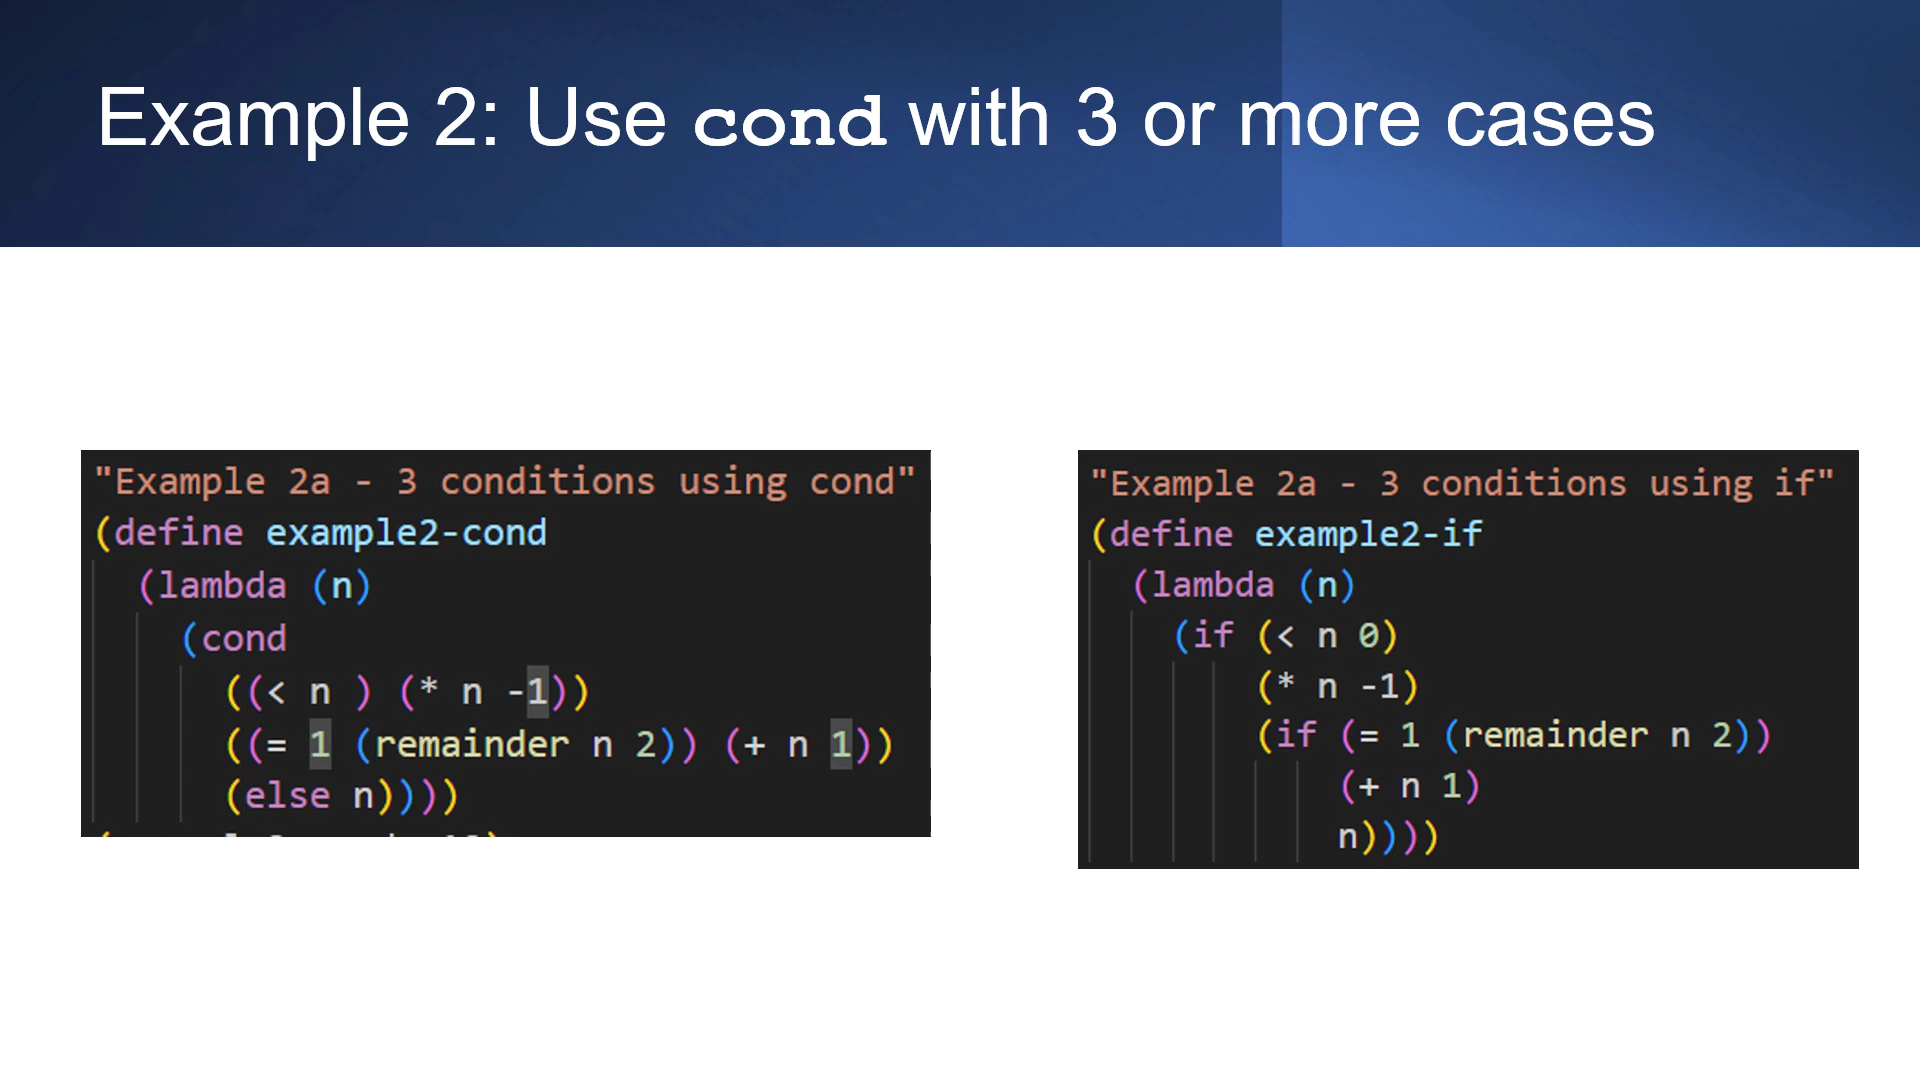 Example 2: Use cond with 3 or more cases
"Example 2a - 3 conditions using cond"
(define example2-cond
(lambda (n)
(cond
((< n ) (* n -1))
((= 1 (remainder n 2)) (+ n 1))
(else n))))
"Example 2a - 3 conditions using if"
(define example2-if
(lambda (n)
(if (< n 0)
(* n -1)
(if (= 1 (remainder n 2))
(+ n 1)
n))))